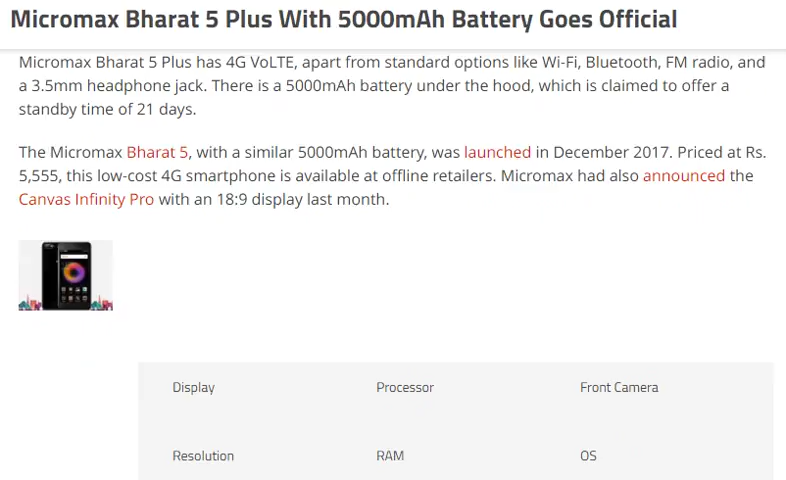 Micromax Bharat 5 Plus With 5000mAh Battery Goes Official
Micromax Bharat 5 Plus has 4G VoLTE, apart from standard options like Wi-Fi, Bluetooth, FM radio, and
a 3.5mm headphone jack. There is a 5000mAh battery under the hood, which is claimed to offer a
standby time of 21 days.
The Micromax Bharat 5, with a similar 5000mAh battery, was launched in December 2017. Priced at Rs.
5,555, this low-cost 4G smartphone is available at offline retailers. Micromax had also announced the
Canvas Infinity Pro with an 18:9 display last month.
Display Processor Front Camera
Resolution RAM OS